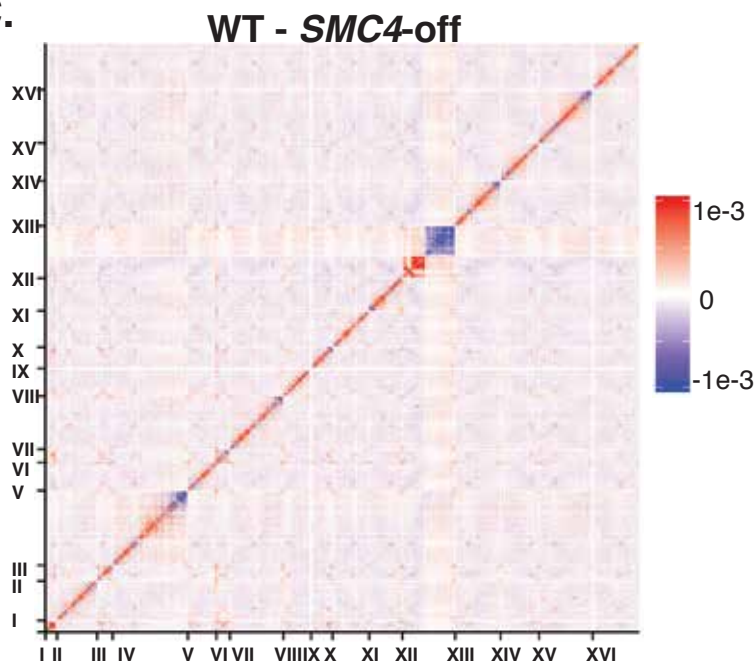 WT - SMC4-off
XVI
XV
XIV
XIII
XII
XI
X
IX
VIII
VII
VI
V
III
II
I
1e-3
0
-1e-3
I II III IV V VI VII VIII IX X XI XII XIII XIV XV XVI